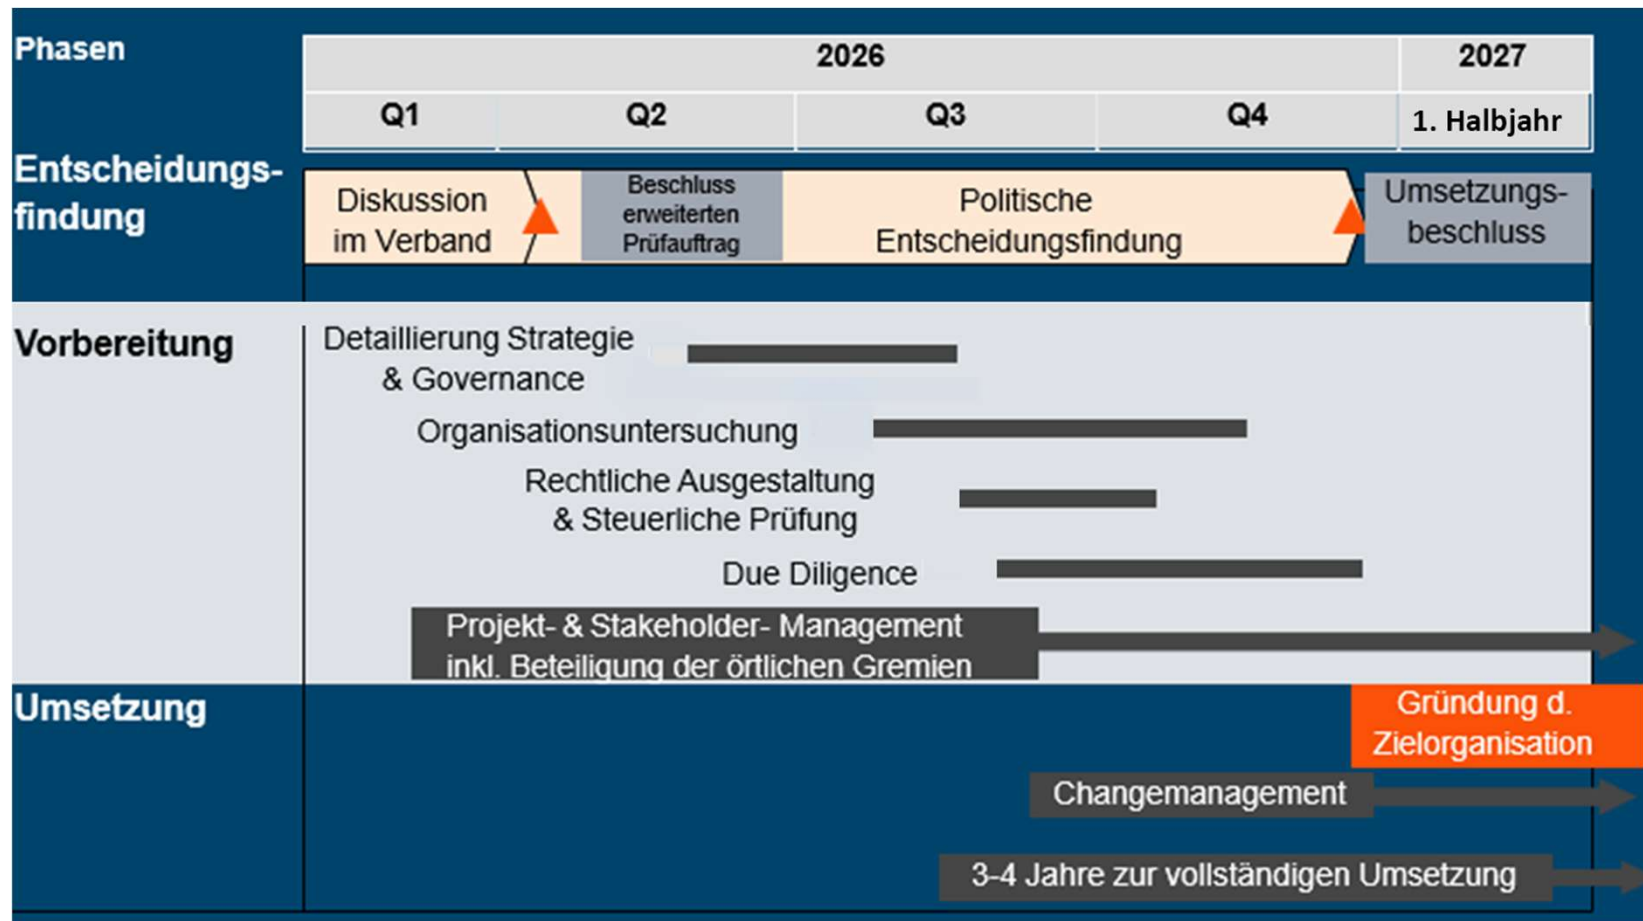 Phasen
2026
2027
Q1
Q2
Q3
Q4
1. Halbjahr
Entscheidungs-
findung
Diskussion
im Verband
Beschluss
erweiterten
Prüfauftrag
Politische
Entscheidungsfindung
Umsetzungs-
beschluss
Vorbereitung
Detaillierung Strategie
& Governance
Organisationsuntersuchung
Rechtliche Ausgestaltung
& Steuerliche Prüfung
Due Diligence
Projekt- & Stakeholder- Management
inkl. Beteiligung der örtlichen Gremien
Umsetzung
Gründung d.
Zielorganisation
Changemanagement
3-4 Jahre zur vollständigen Umsetzung